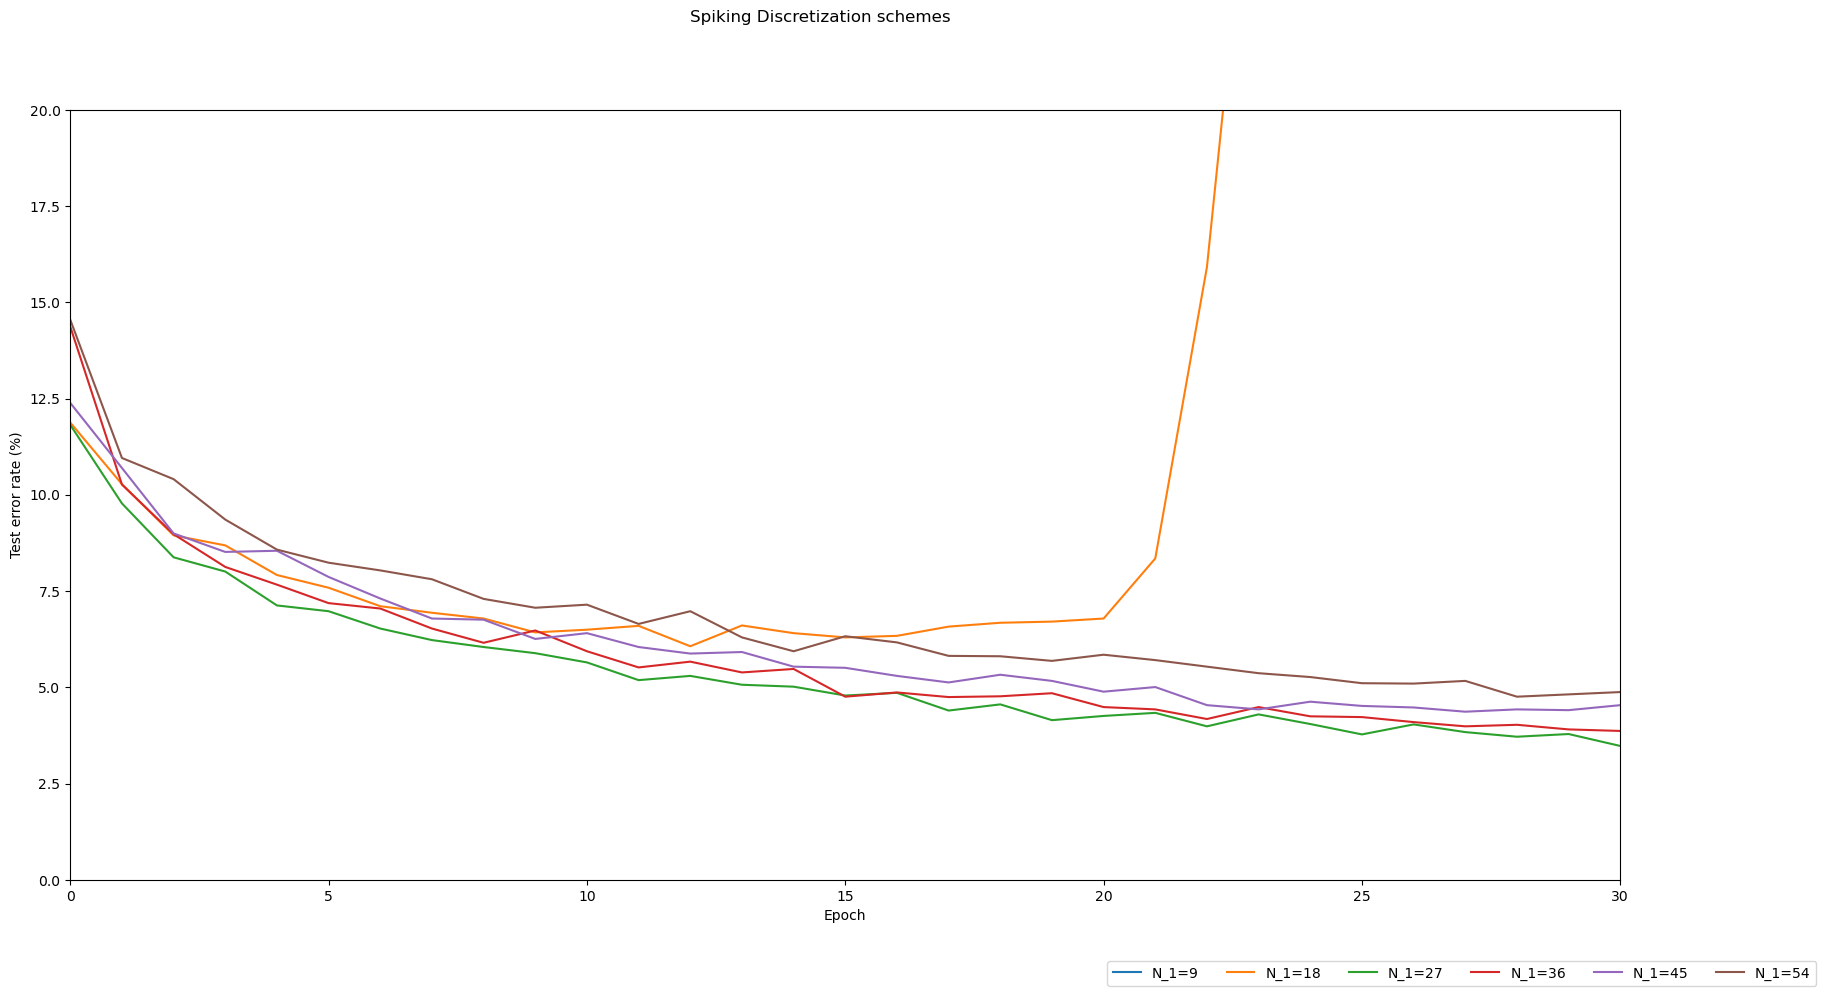 Spiking Discretization schemes
20.0
17.5
15.0
12.5
10.0
7.5
5.0
2.5
0.0
Test error rate (%)
0 5 10 15 20 25 30
Epoch
N_1=9 N_1=18 N_1=27 N_1=36 N_1=45 N_1=54